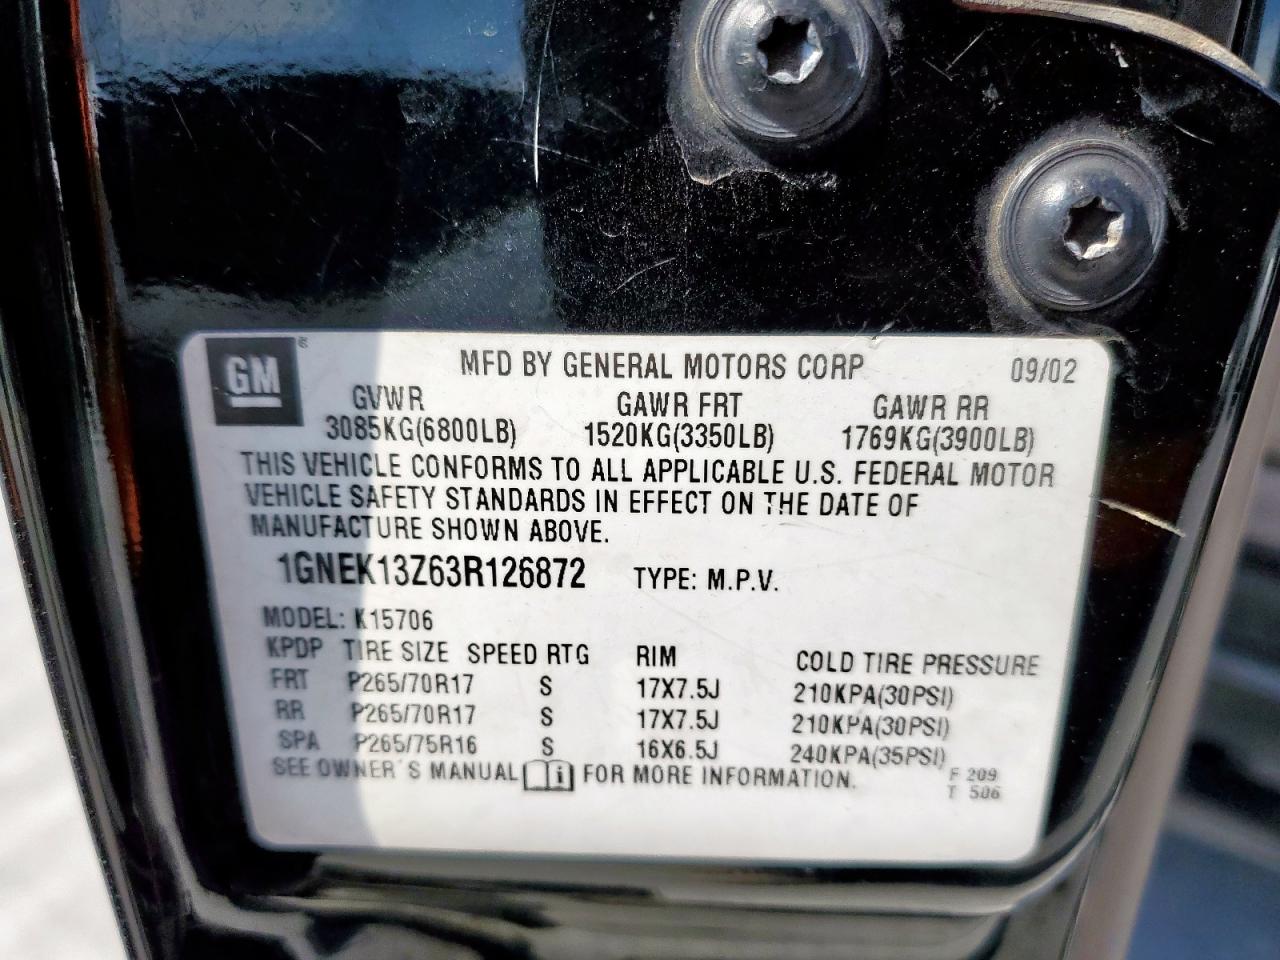 GM ®
MFD BY GENERAL MOTORS CORP 09/02
GVWR GAWR FRT GAWR RR
3085KG(6800LB) 1520KG(3350LB) 1769KG(3900LB)
THIS VEHICLE CONFORMS TO ALL APPLICABLE U.S. FEDERAL MOTOR
VEHICLE SAFETY STANDARDS IN EFFECT ON THE DATE OF
MANUFACTURE SHOWN ABOVE.
1GNEK13Z63R126872 TYPE: M.P.V.
MODEL: K15706
KPDP TIRE SIZE SPEED RTG RIM COLD TIRE PRESSURE
FRT P265/70R17 S 17X7.5J 210KPA(30PSI)
RR P265/70R17 S 17X7.5J 210KPA(30PSI)
SPA P265/75R16 S 16X6.5J 240KPA(35PSI)
SEE OWNER'S MANUAL i FOR MORE INFORMATION.
F 209
T 506